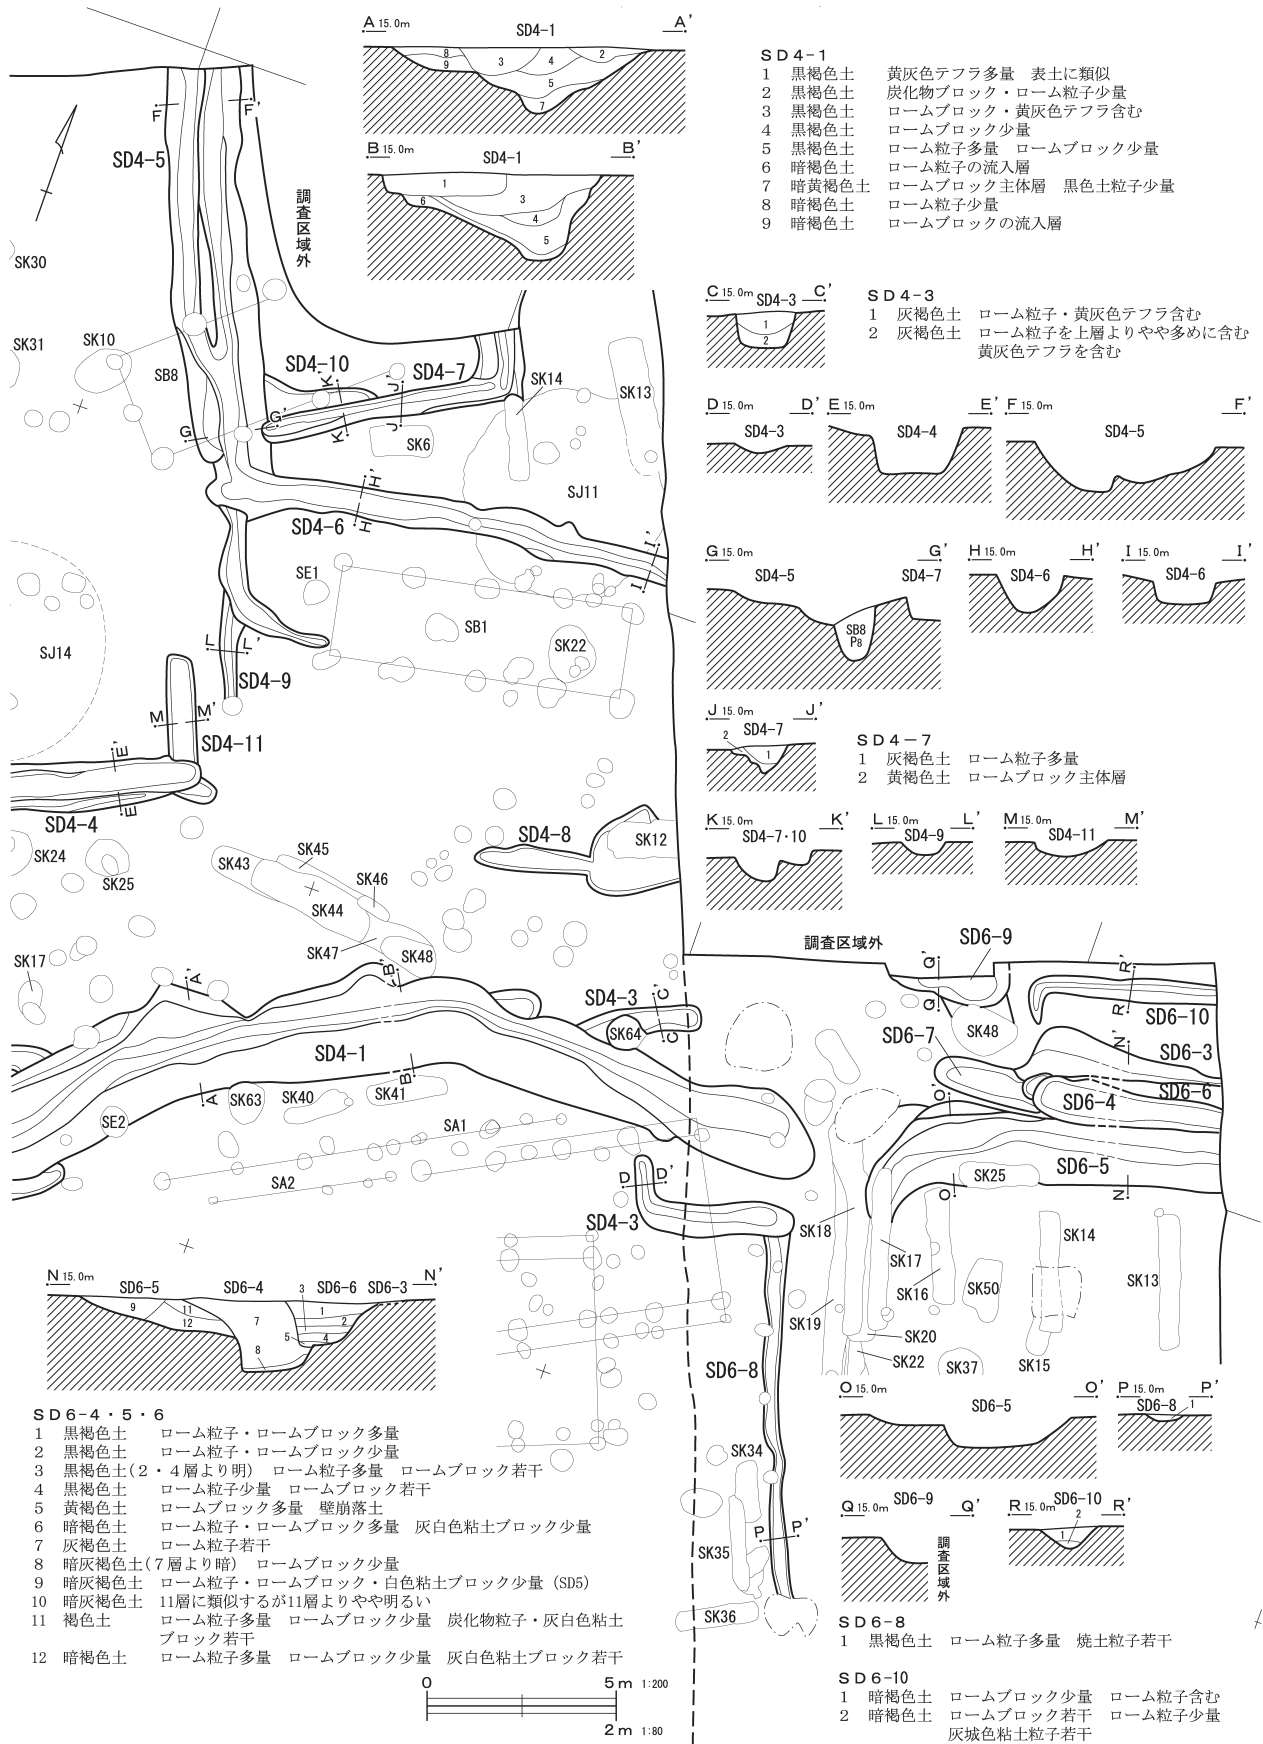 A 15.0m A'
SD4-1
8
9
3
4
2
5
7
B 15.0m B'
SD4-1
1
3
6
4
5
SD4-1
1 黒褐色土 黄灰色テフラ多量 表土に類似
2 黒褐色土 炭化物ブロック・ローム粒子少量
3 黒褐色土 ロームブロック・黄灰色テフラ含む
4 黒褐色土 ロームブロック少量
5 黒褐色土 ローム粒子多量 ロームブロック少量
6 暗褐色土 ローム粒子の流入層
7 暗黄褐色土 ロームブロック主体層 黒色土粒子少量
8 暗褐色土 ローム粒子少量
9 暗褐色土 ロームブロックの流入層
C 15.0m C'
SD4-3
1
2
SD4-3
1 灰褐色土 ローム粒子・黄灰色テフラ含む
2 灰褐色土 ローム粒子を上層よりやや多めに含む
黄灰色テフラを含む
D 15.0m D'
SD4-3
E 15.0m E'
SD4-4
F 15.0m F'
SD4-5
G 15.0m G'
SD4-5
SD4-7
SB8
P8
H 15.0m H'
SD4-6
I 15.0m I'
SD4-6
J 15.0m J'
SD4-7
2
1
SD4-7
1 灰褐色土 ローム粒子多量
2 黄褐色土 ロームブロック主体層
K 15.0m K'
SD4-7・10
L 15.0m L'
SD4-9
M 15.0m M'
SD4-11
F F'
SD4-5
調査区域外
SK30
SK31
SK10
SB8
SD4-10
SD4-7
K' J'
G G'
K J
SK6
SK14
SK13
SJ11
H'
H
SD4-6
I'
I
SE1
SB1
SK22
SJ14
L L'
SD4-9
M M'
SD4-11
E'
E
SD4-4
SK24
SK25
SD4-8
SK12
SK43
SK45
SK46
SK44
SK47
SK48
SK17
A'
B'
SD4-3
C'
SK64
C
SD4-1
A
B
SK63
SK40
SK41
SE2
SA1
SA2
D D'
SD4-3
調査区域外
SD6-9
Q'
Q
R'
R
SD6-10
SK48
SD6-7
N'
SD6-3
SD6-6
O'
SD6-4
SD6-5
O
SK25
N
SK18
SK17
SK16
SK50
SK14
SK13
SK19
SK20
SK22
SK37
SK15
SD6-8
SK34
P P'
SK35
SK36
N 15.0m N'
SD6-5
SD6-4
SD6-6
SD6-3
9
11
12
7
8
3
1
2
5
4
SD6-4・5・6
1 黒褐色土 ローム粒子・ロームブロック多量
2 黒褐色土 ローム粒子・ロームブロック少量
3 黒褐色土(2・4層より明) ローム粒子多量 ロームブロック若干
4 黒褐色土 ローム粒子少量 ロームブロック若干
5 黄褐色土 ロームブロック多量 壁崩落土
6 暗褐色土 ローム粒子・ロームブロック多量 灰白色粘土ブロック少量
7 灰褐色土 ローム粒子若干
8 暗灰褐色土(7層より暗) ロームブロック少量
9 暗灰褐色土 ローム粒子・ロームブロック・白色粘土ブロック少量(SD5)
10 暗灰褐色土 11層に類似するが11層よりやや明るい
11 褐色土 ローム粒子多量 ロームブロック少量 炭化物粒子・灰白色粘土
ブロック若干
12 暗褐色土 ローム粒子多量 ロームブロック少量 灰白色粘土ブロック若干
0 5m 1:200
2m 1:80
O 15.0m O'
SD6-5
P 15.0m P'
SD6-8
1
Q 15.0m Q'
SD6-9
調査区域外
R 15.0m R'
SD6-10
2
1
SD6-8
1 黒褐色土 ローム粒子多量 焼土粒子若干
SD6-10
1 暗褐色土 ロームブロック少量 ローム粒子含む
2 暗褐色土 ロームブロック若干 ローム粒子少量
灰城色粘土粒子若干